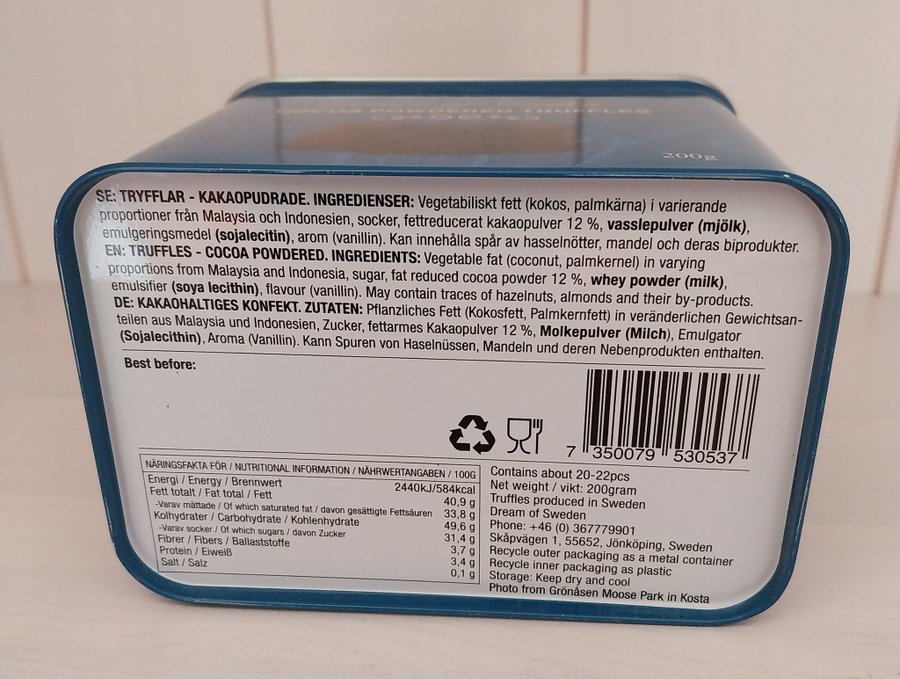 COCOA POWDERED TRUFFLES
200g
SE: TRYFFLAR - KAKAOPUDRADE. INGREDIENSER: Vegetabiliskt fett (kokos, palmkärna) i varierande
proportioner från Malaysia och Indonesien, socker, fettreducerat kakaopulver 12 %, vasslepulver (mjölk),
emulgeringsmedel (sojalecitin), arom (vanillin). Kan innehålla spår av hasselnötter, mandel och deras biprodukter.
EN: TRUFFLES - COCOA POWDERED. INGREDIENTS: Vegetable fat (coconut, palmkernel) in varying
proportions from Malaysia and Indonesia, sugar, fat reduced cocoa powder 12 %, whey powder (milk),
emulsifier (soya lecithin), flavour (vanillin). May contain traces of hazelnuts, almonds and their by-products.
DE: KAKAOHALTIGES KONFEKT. ZUTATEN: Pflanzliches Fett (Kokosfett, Palmkernfett) in veränderlichen Gewichtsan-
teilen aus Malaysia und Indonesien, Zucker, fettarmes Kakaopulver 12 %, Molkepulver (Milch), Emulgator
(Sojalecithin), Aroma (Vanillin). Kann Spuren von Haselnüssen, Mandeln und deren Nebenprodukten enthalten.
Best before:
7 350079 530537
NÄRINGSFAKTA FÖR / NUTRITIONAL INFORMATION / NÄHRWERTANGABEN / 100G
Energi / Energy / Brennwert 2440kJ/584kcal
Fett totalt / Fat total / Fett 40,9 g
-Varav mättade / Of which saturated fat / davon gesättigte Fettsäuren 33,8 g
Kolhydrater / Carbohydrate / Kohlenhydrate 49,6 g
-Varav socker / Of which sugars / davon Zucker 31,4 g
Fibrer / Fibers / Ballaststoffe 3,7 g
Protein / Eiweiß 3,4 g
Salt / Salz 0,1 g
Contains about 20-22pcs
Net weight / vikt: 200gram
Truffles produced in Sweden
Dream of Sweden
Phone: +46 (0) 367779901
Skåpvägen 1, 55652, Jönköping, Sweden
Recycle outer packaging as a metal container
Recycle inner packaging as plastic
Storage: Keep dry and cool
Photo from Grönåsen Moose Park in Kosta